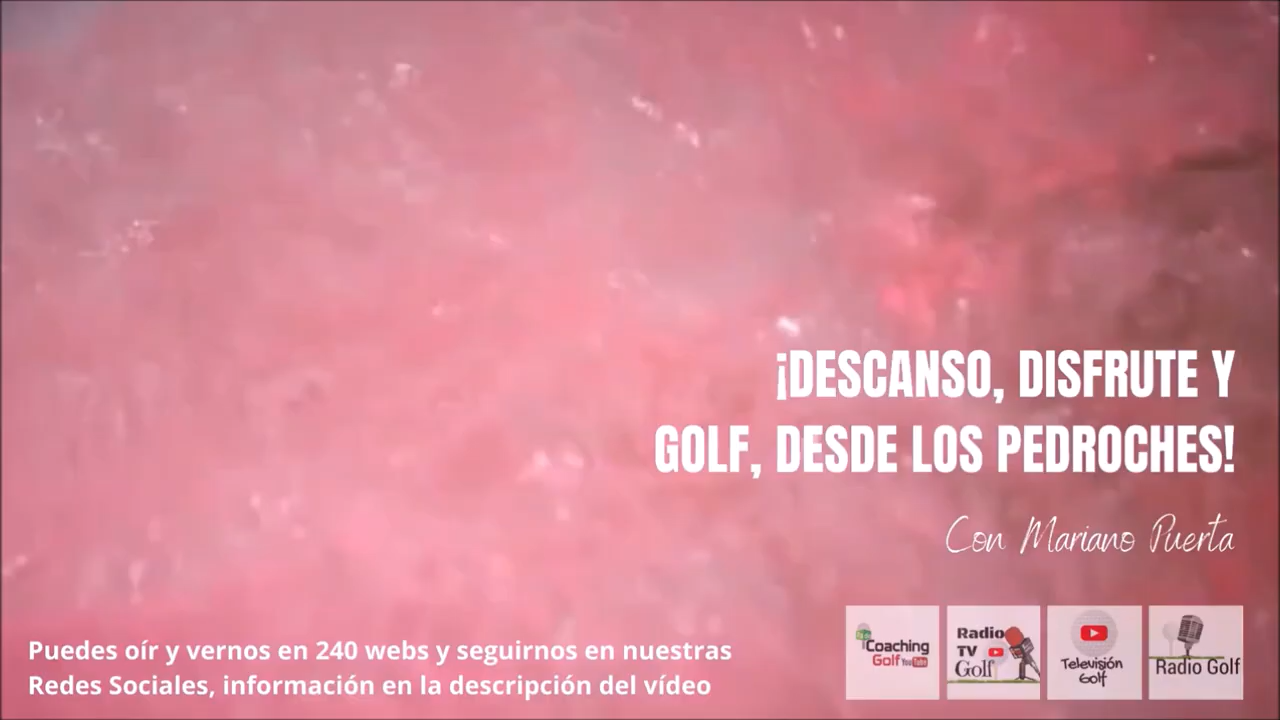 ¡DESCANSO, DISFRUTE Y
GOLF, DESDE LOS PEDROCHES!
Con Mariano Puerta
Puedes oír y vernos en 240 webs y seguirnos en nuestras
Redes Sociales, información en la descripción del vídeo
Coaching
Golf YouTube
Radio
TV
Golf
Televisión
Golf
Radio Golf